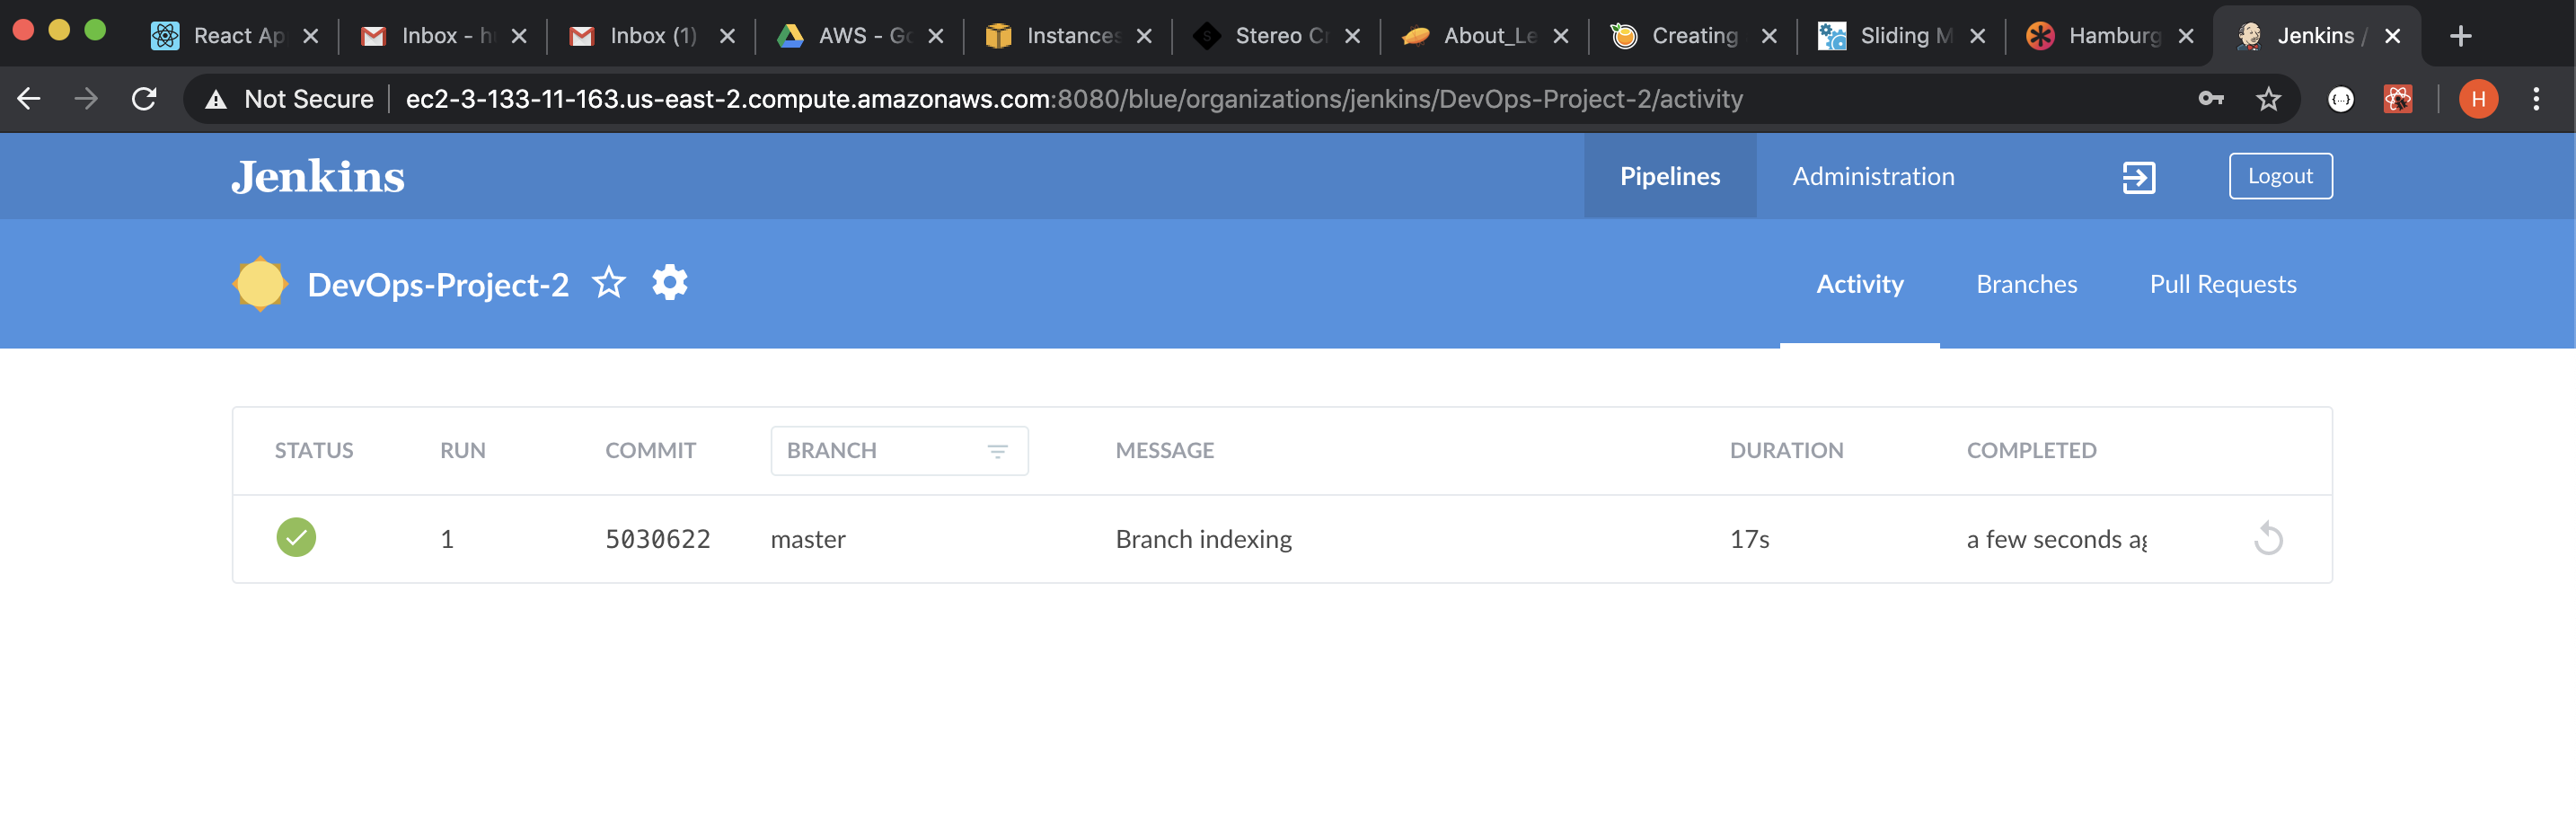 React Ap Inbox - h Inbox (1) AWS - Go Instances Stereo Cr About_Le Creating Sliding M Hamburg Jenkins /
Not Secure ec2-3-133-11-163.us-east-2.compute.amazonaws.com:8080/blue/organizations/jenkins/DevOps-Project-2/activity {...} H
Jenkins Pipelines Administration Logout
DevOps-Project-2 Activity Branches Pull Requests
STATUS RUN COMMIT BRANCH MESSAGE DURATION COMPLETED
1 5030622 master Branch indexing 17s a few seconds ag